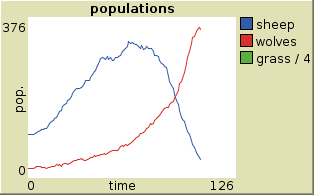 populations
376
pop.
0
0
time
126
sheep
wolves
grass / 4